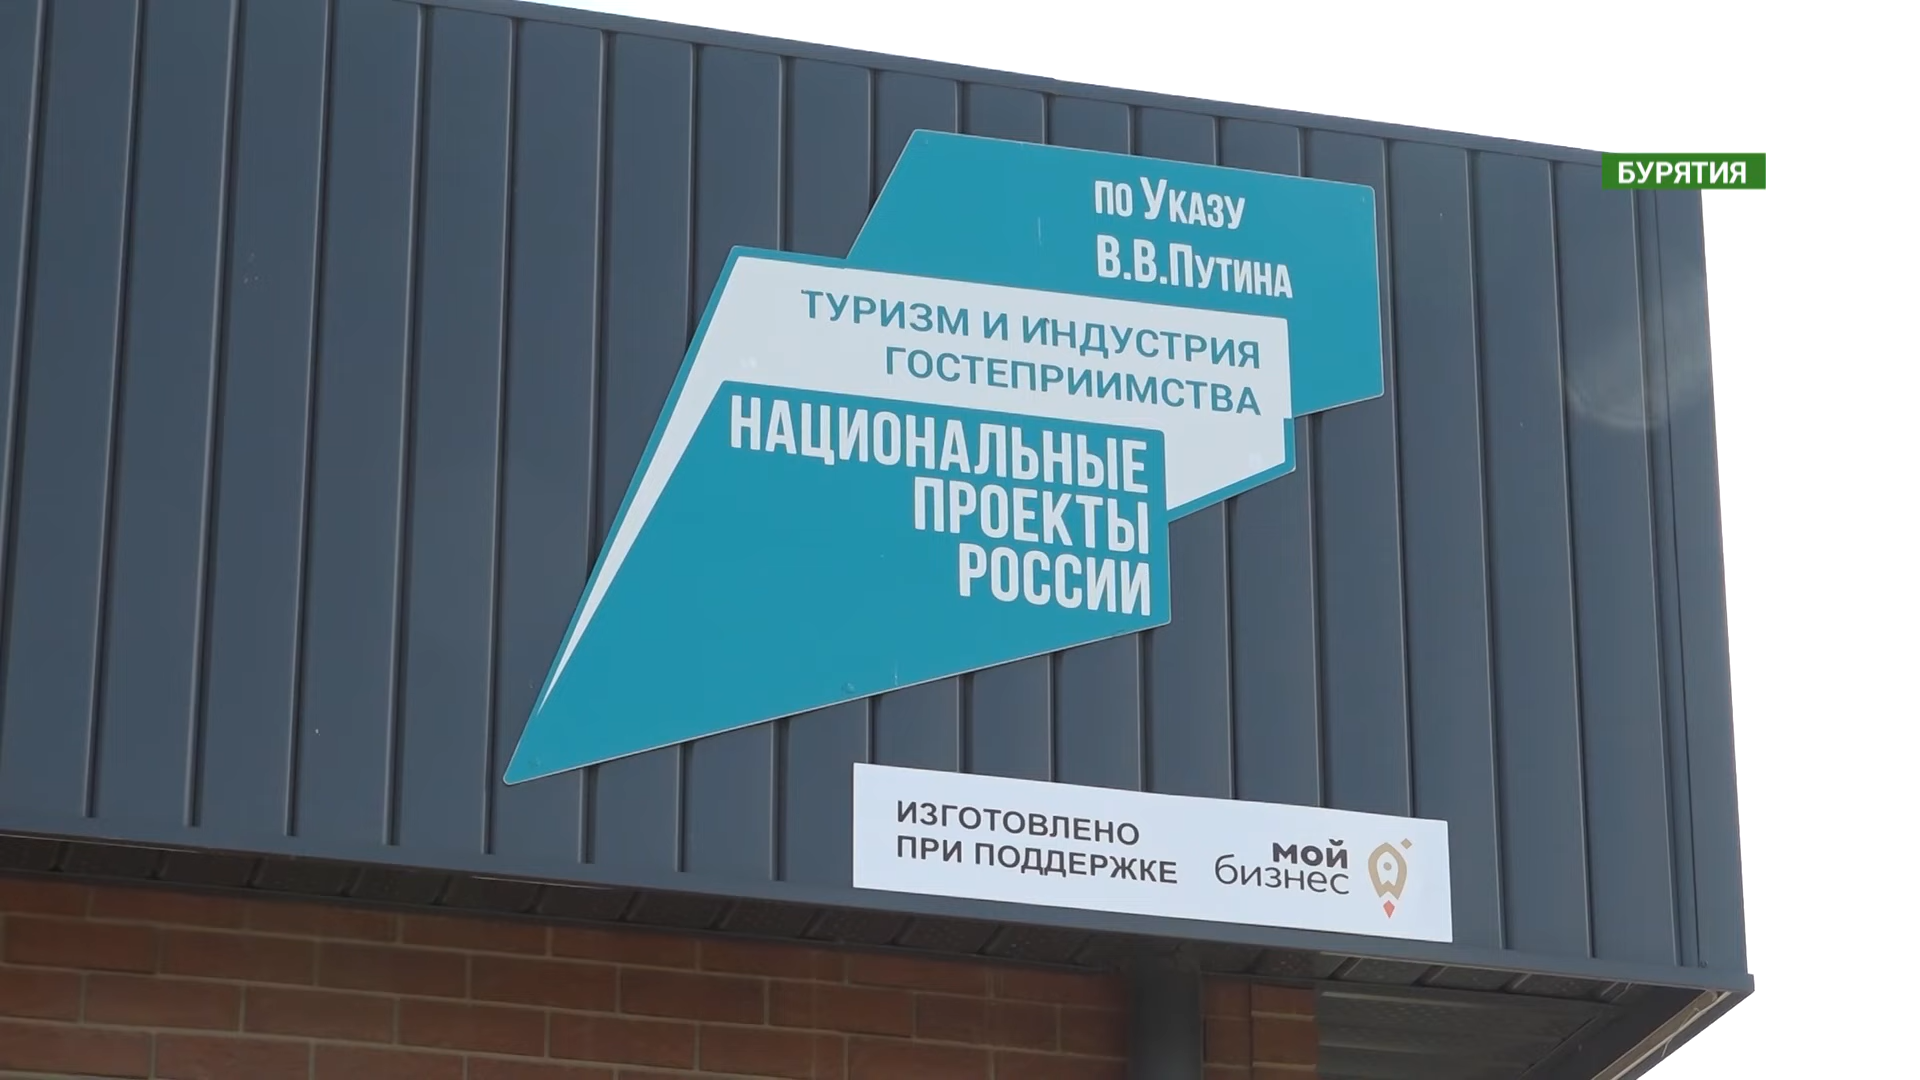 БУРЯТИЯ
ПО УКАЗУ
В.В.ПУТИНА
ТУРИЗМ И ИНДУСТРИЯ
ГОСТЕПРИИМСТВА
НАЦИОНАЛЬНЫЕ
ПРОЕКТЫ
РОССИИ
ИЗГОТОВЛЕНО
ПРИ ПОДДЕРЖКЕ
мой
бизнес